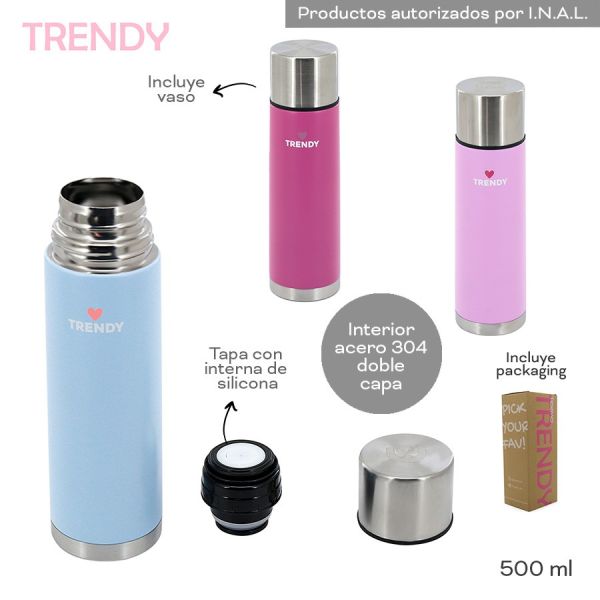 Productos autorizados por I.N.A.L.
TRENDY
Incluye
vaso
TRENDY
TRENDY
TRENDY
Interior
acero 304
doble
capa
Tapa con
interna de
silicona
Incluye
packaging
PICK
YOUR
FAV!
TRENDY
500 ml